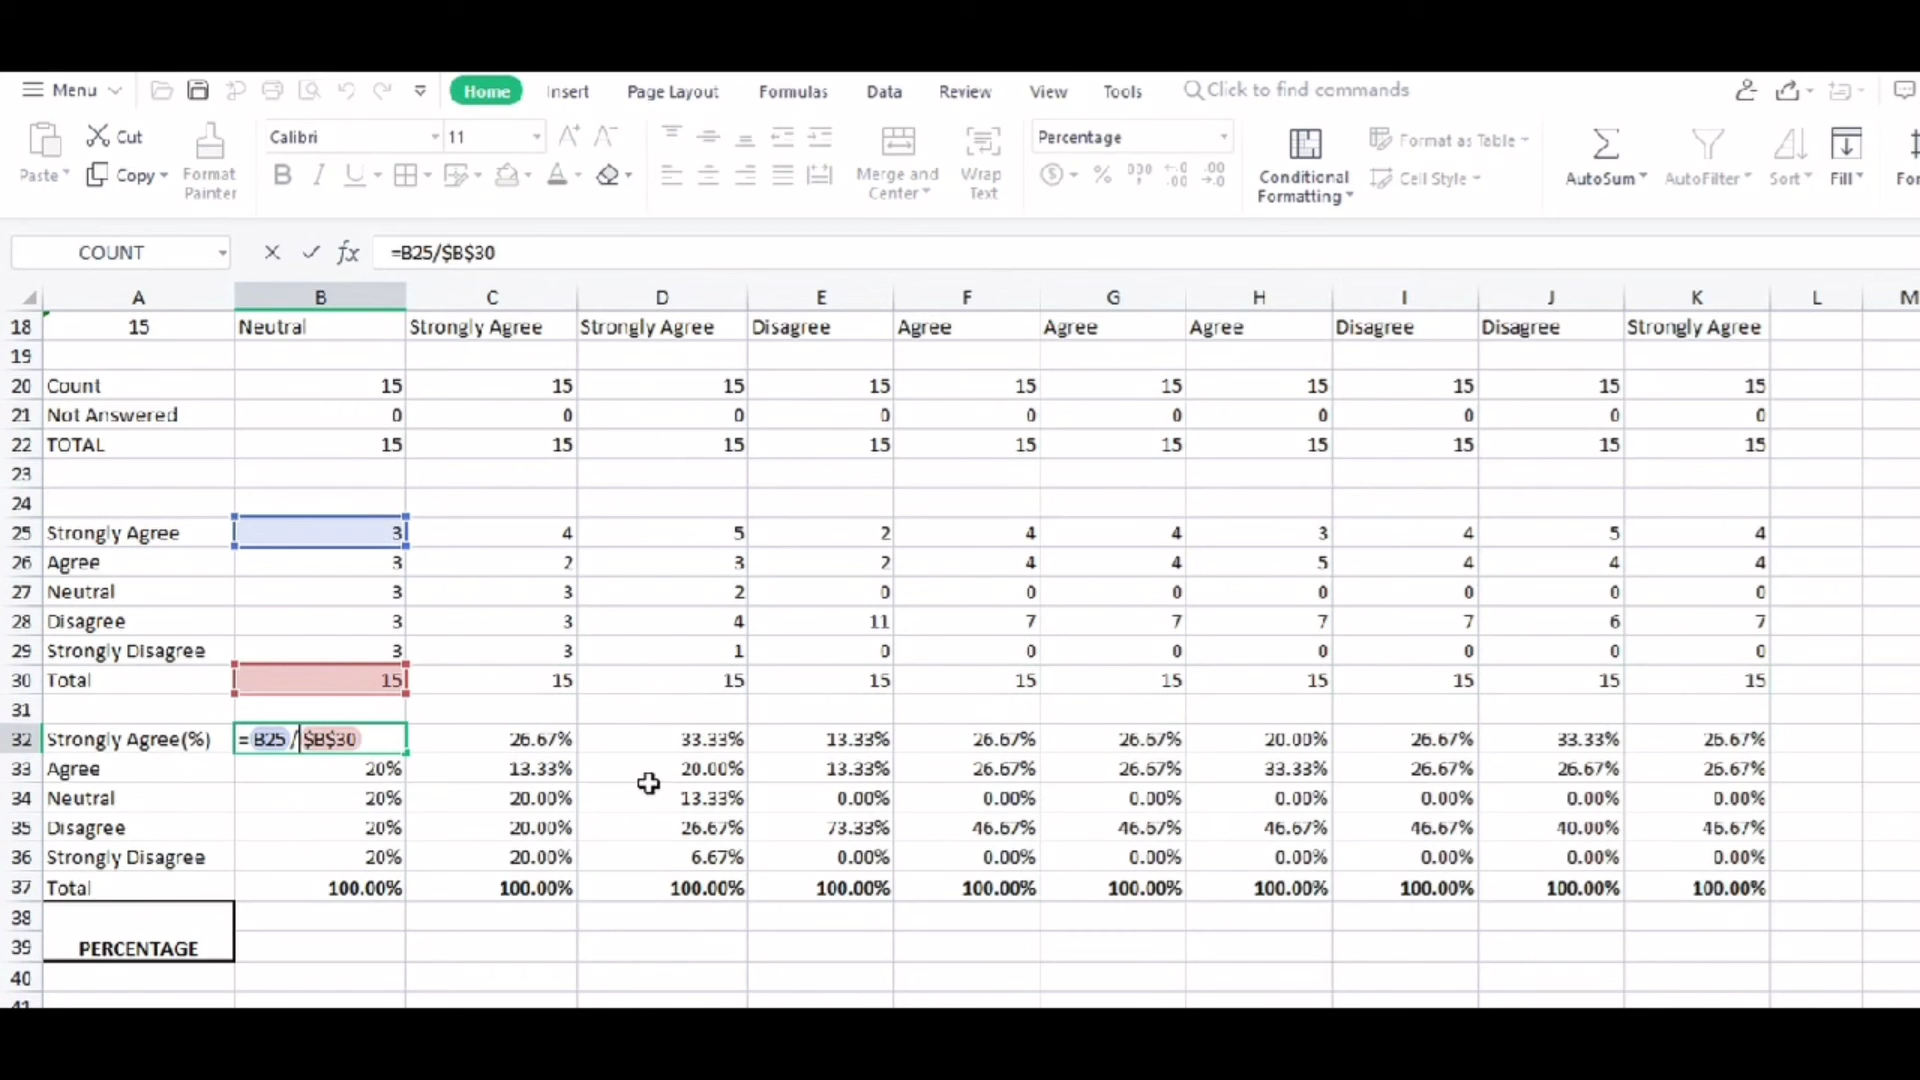 Menu Home Insert Page Layout Formulas Data Review View Tools Click to find commands
Cut Calibri 11 A+ A- Percentage Format as Table
Paste Copy Format Painter B I U A Merge and Center Wrap Text % 000 Conditional Formatting Cell Style AutoSum AutoFilter Sort Fill
COUNT fx =B25/$B$30
A B C D E F G H I J K L M
18 15 Neutral Strongly Agree Strongly Agree Disagree Agree Agree Agree Disagree Disagree Strongly Agree
19
20 Count 15 15 15 15 15 15 15 15 15 15
21 Not Answered 0 0 0 0 0 0 0 0 0 0
22 TOTAL 15 15 15 15 15 15 15 15 15 15
23
24
25 Strongly Agree 3 4 5 2 4 4 3 4 5 4
26 Agree 3 2 3 2 4 4 5 4 4 4
27 Neutral 3 3 2 0 0 0 0 0 0 0
28 Disagree 3 3 4 11 7 7 7 7 6 7
29 Strongly Disagree 3 3 1 0 0 0 0 0 0 0
30 Total 15 15 15 15 15 15 15 15 15 15
31
32 Strongly Agree(%) =B25/$B$30 26.67% 33.33% 13.33% 26.67% 26.67% 20.00% 26.67% 33.33% 26.67%
33 Agree 20% 13.33% 20.00% 13.33% 26.67% 26.67% 33.33% 26.67% 26.67% 26.67%
34 Neutral 20% 20.00% 13.33% 0.00% 0.00% 0.00% 0.00% 0.00% 0.00% 0.00%
35 Disagree 20% 20.00% 26.67% 73.33% 46.67% 46.67% 46.67% 46.67% 40.00% 46.67%
36 Strongly Disagree 20% 20.00% 6.67% 0.00% 0.00% 0.00% 0.00% 0.00% 0.00% 0.00%
37 Total 100.00% 100.00% 100.00% 100.00% 100.00% 100.00% 100.00% 100.00% 100.00% 100.00%
38
39 PERCENTAGE
40